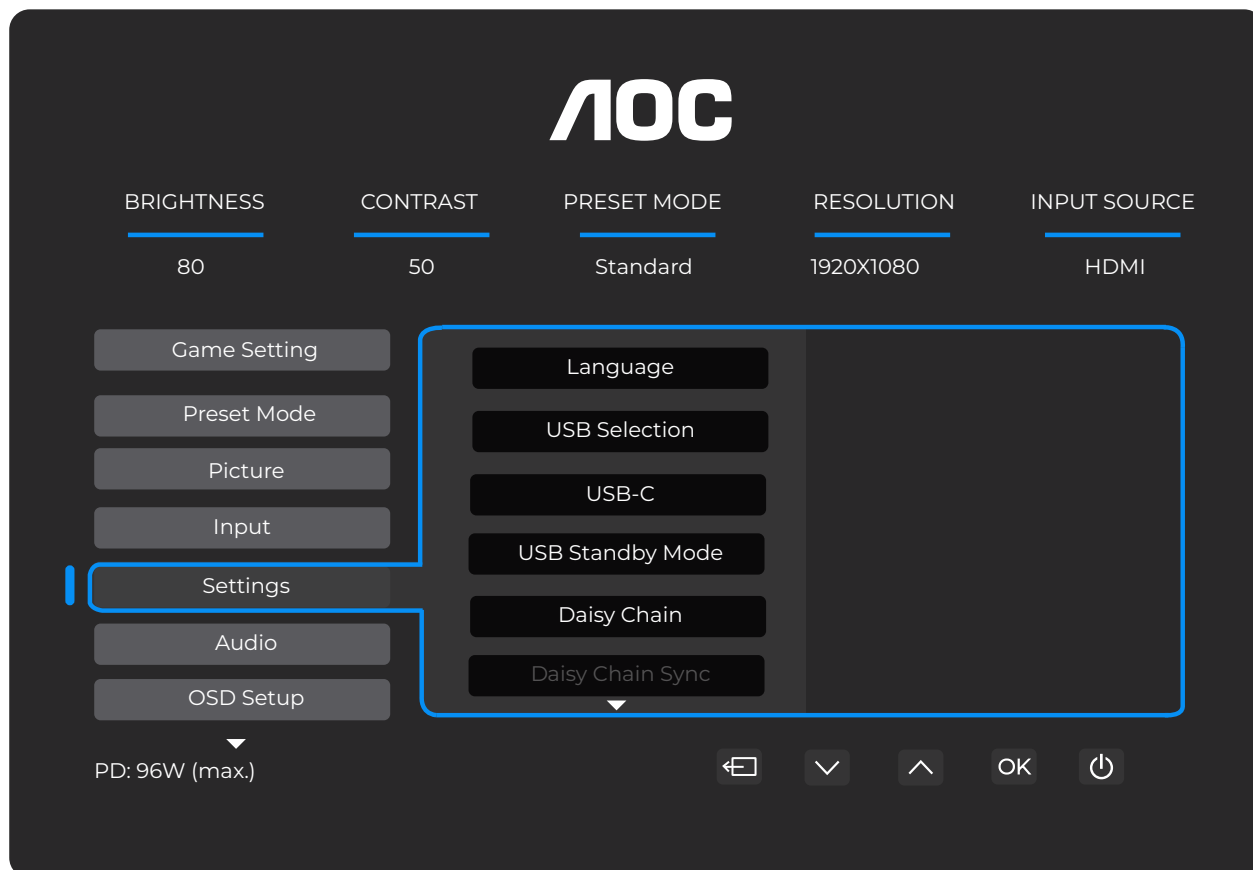 AOC
BRIGHTNESS CONTRAST PRESET MODE RESOLUTION INPUT SOURCE
80 50 Standard 1920X1080 HDMI
Game Setting
Preset Mode
Picture
Input
Settings
Audio
OSD Setup
Language
USB Selection
USB-C
USB Standby Mode
Daisy Chain
Daisy Chain Sync
PD: 96W (max.)
OK